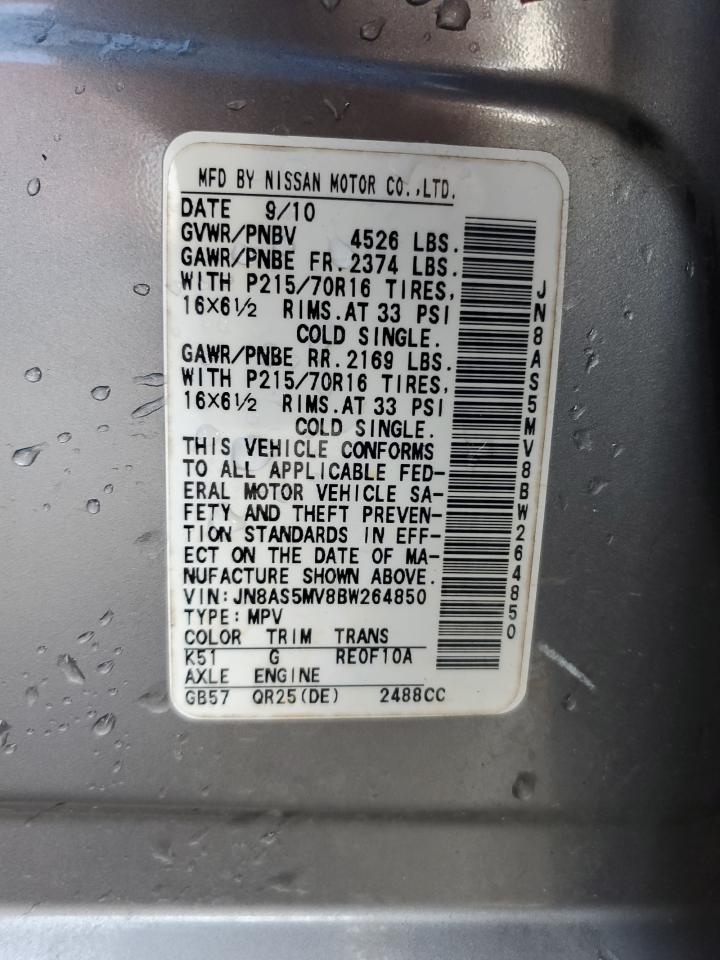 MFD BY NISSAN MOTOR CO.,LTD.
DATE 9/10
GVWR/PNBV 4526 LBS.
GAWR/PNBE FR.2374 LBS.
WITH P215/70R16 TIRES,
16X6½ RIMS.AT 33 PSI
COLD SINGLE.
GAWR/PNBE RR.2169 LBS.
WITH P215/70R16 TIRES,
16X6½ RIMS.AT 33 PSI
COLD SINGLE.
THIS VEHICLE CONFORMS
TO ALL APPLICABLE FED-
ERAL MOTOR VEHICLE SA-
FETY AND THEFT PREVEN-
TION STANDARDS IN EFF-
ECT ON THE DATE OF MA-
NUFACTURE SHOWN ABOVE.
VIN:JN8AS5MV8BW264850
TYPE:MPV
COLOR TRIM TRANS
K51 G RE0F10A
AXLE ENGINE
GB57 QR25(DE) 2488CC
JN8AS5MV8BW264850